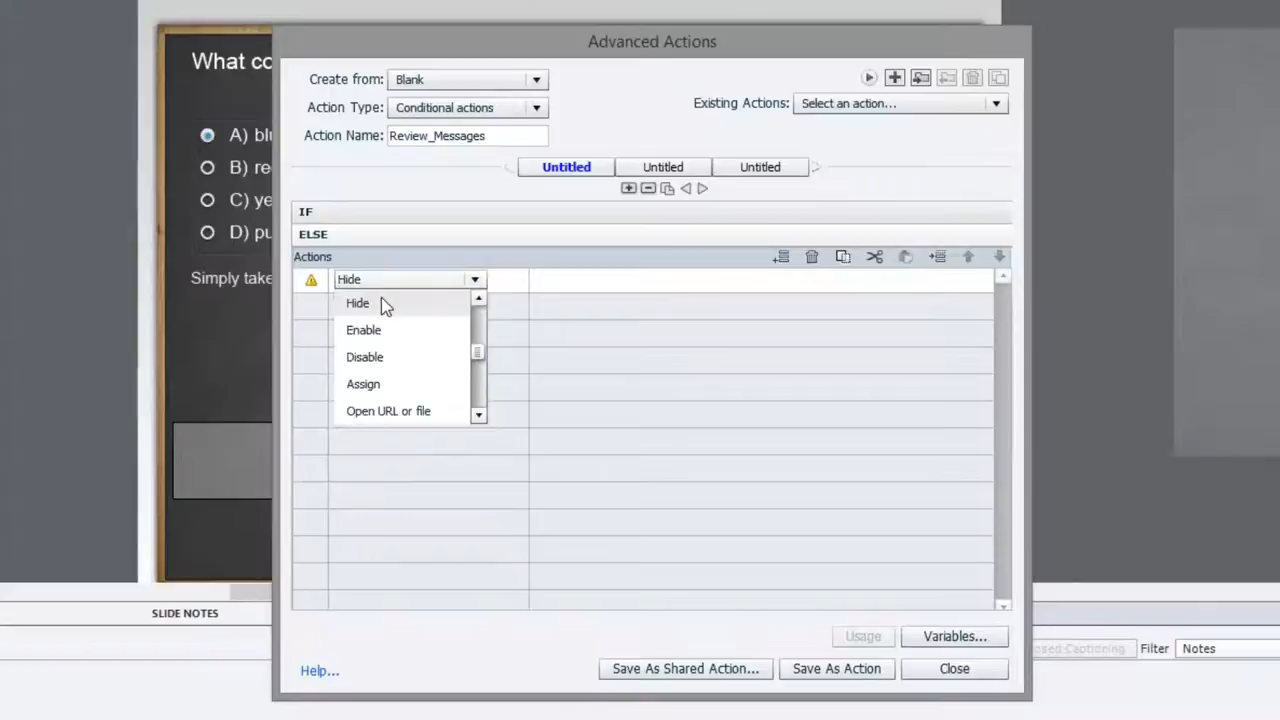 Advanced Actions
What co
Create from: Blank
Action Type: Conditional actions
Existing Actions: Select an action...
Action Name: Review_Messages
A) blu
Untitled Untitled Untitled
B) re
C) ye
IF
D) pu
ELSE
Actions
Simply take
Hide
Hide
Enable
Disable
Assign
Open URL or file
SLIDE NOTES
Usage Variables...
osed Captioning Filter Notes
Help... Save As Shared Action... Save As Action Close